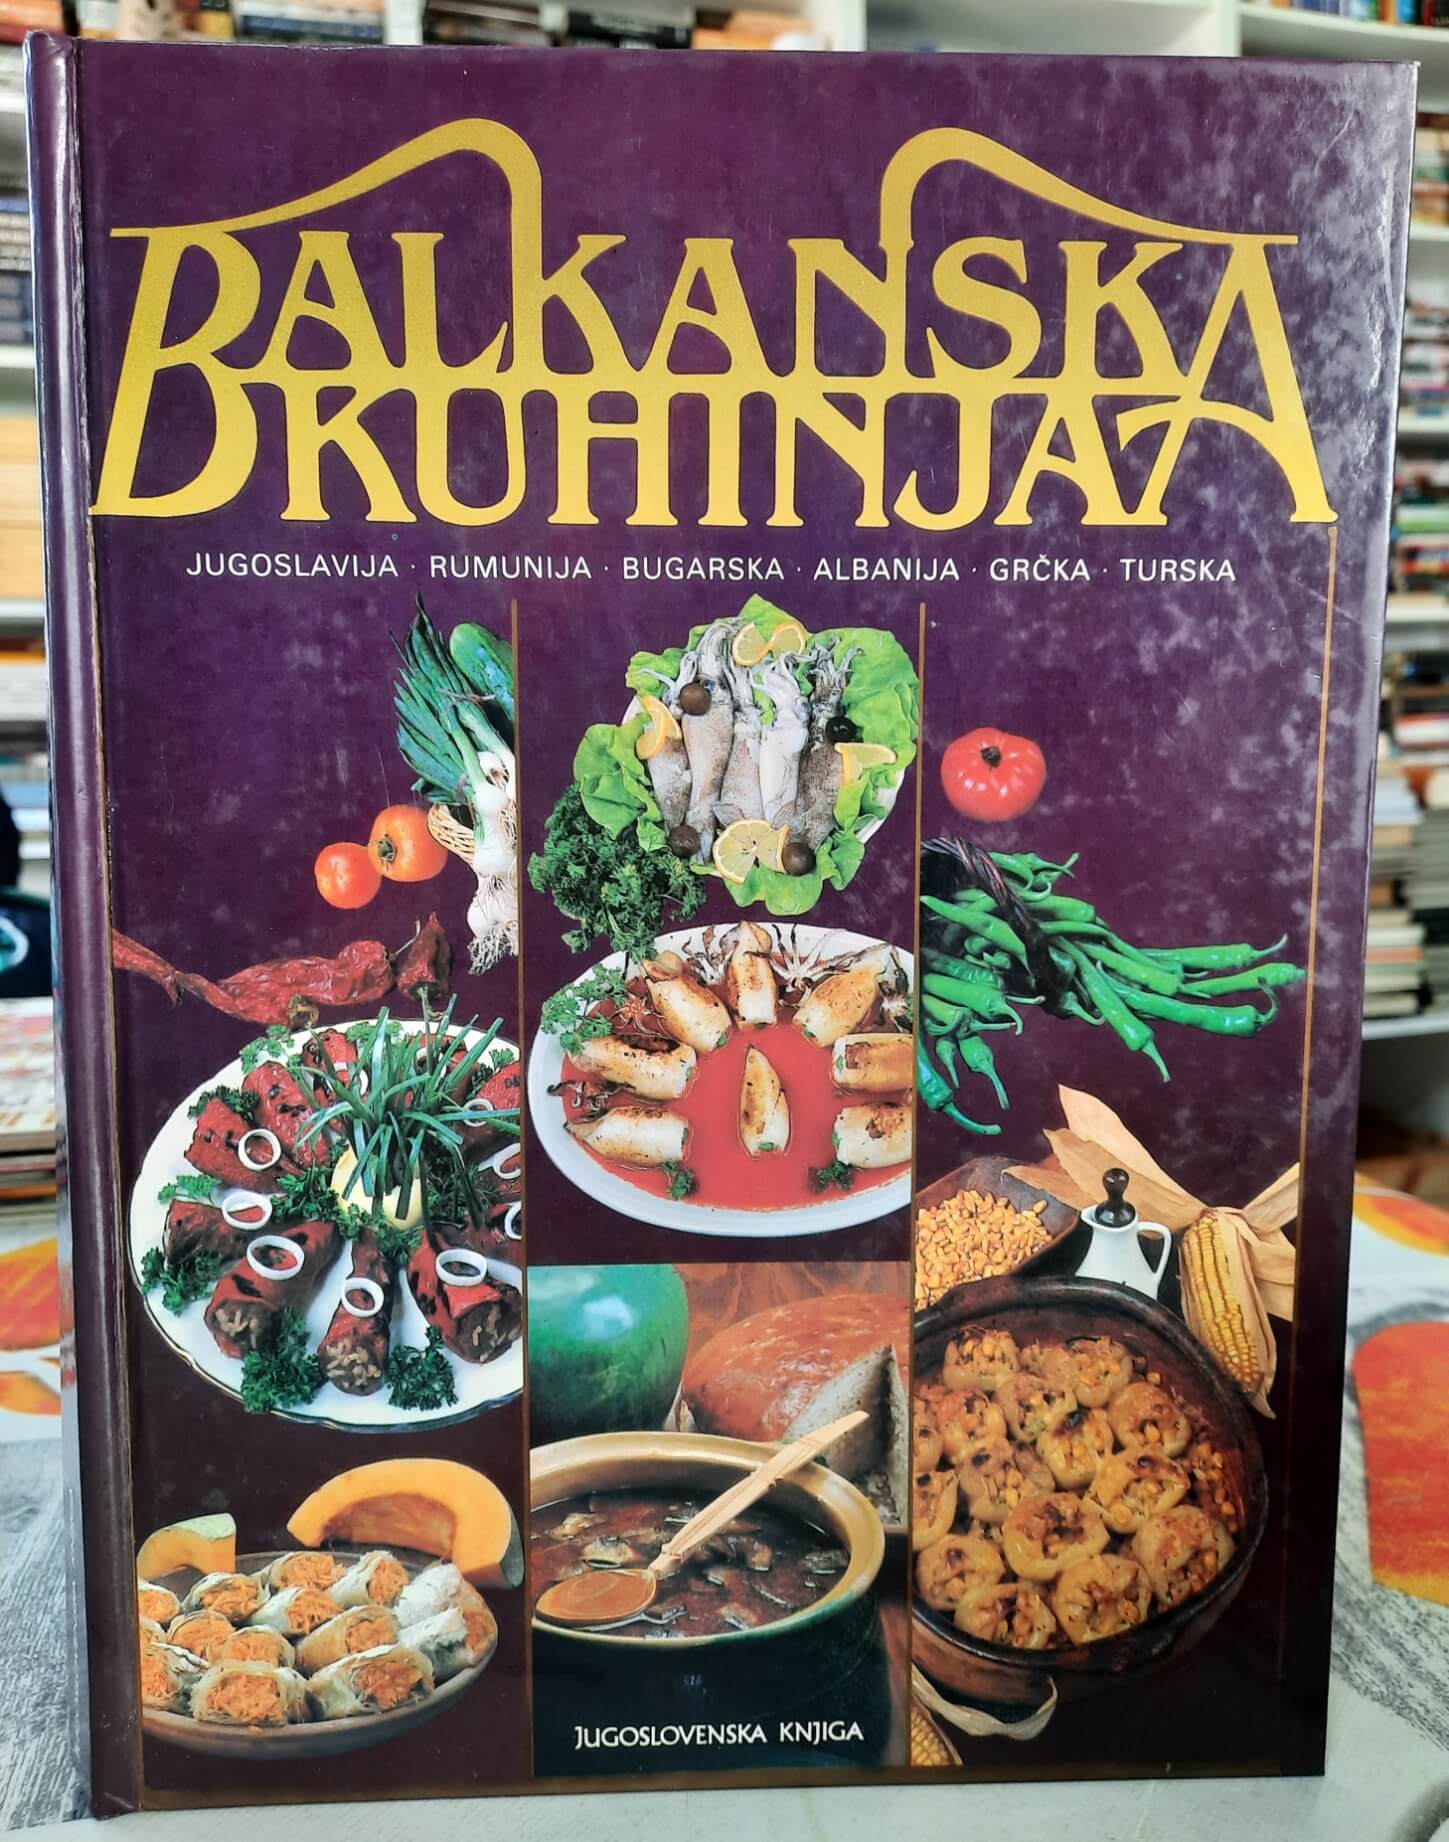 BALKANSKA
KUHINJA
JUGOSLAVIJA · RUMUNIJA · BUGARSKA · ALBANIJA · GRČKA · TURSKA
JUGOSLOVENSKA KNJIGA